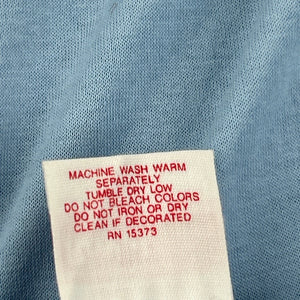 MACHINE WASH WARM
SEPARATELY
TUMBLE DRY LOW
DO NOT BLEACH COLORS
DO NOT IRON OR DRY
CLEAN IF DECORATED
RN 15373